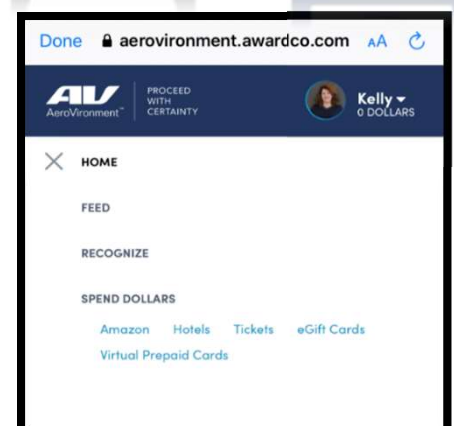 Done aerovironment.awardco.com AA
AV
AeroVironment™
PROCEED
WITH
CERTAINTY
Kelly
0 DOLLARS
HOME
FEED
RECOGNIZE
SPEND DOLLARS
Amazon Hotels Tickets eGift Cards
Virtual Prepaid Cards